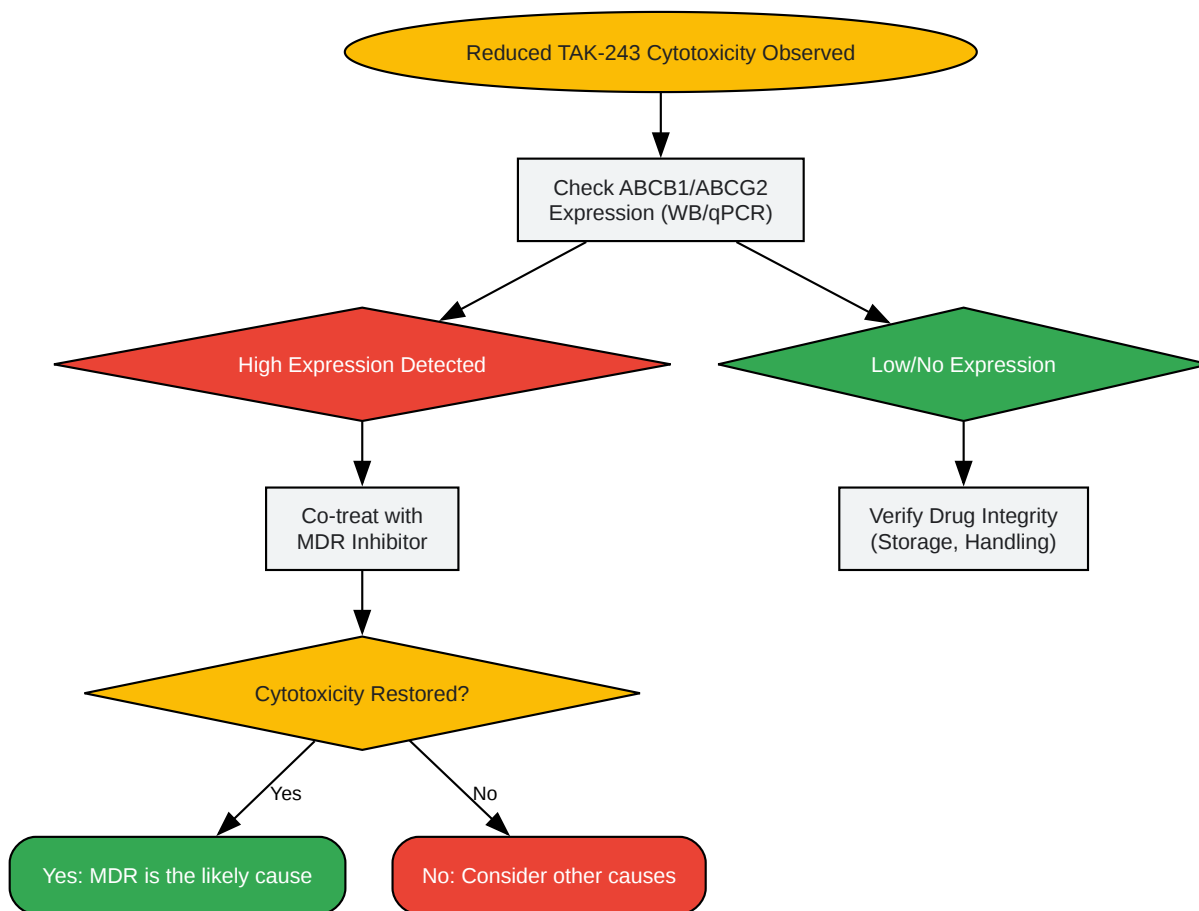 Reduced TAK-243 Cytotoxicity Observed
Check ABCB1/ABCG2
Expression (WB/qPCR)
High Expression Detected
Low/No Expression
Co-treat with
MDR Inhibitor
Verify Drug Integrity
(Storage, Handling)
Cytotoxicity Restored?
Yes
No
Yes: MDR is the likely cause
No: Consider other causes